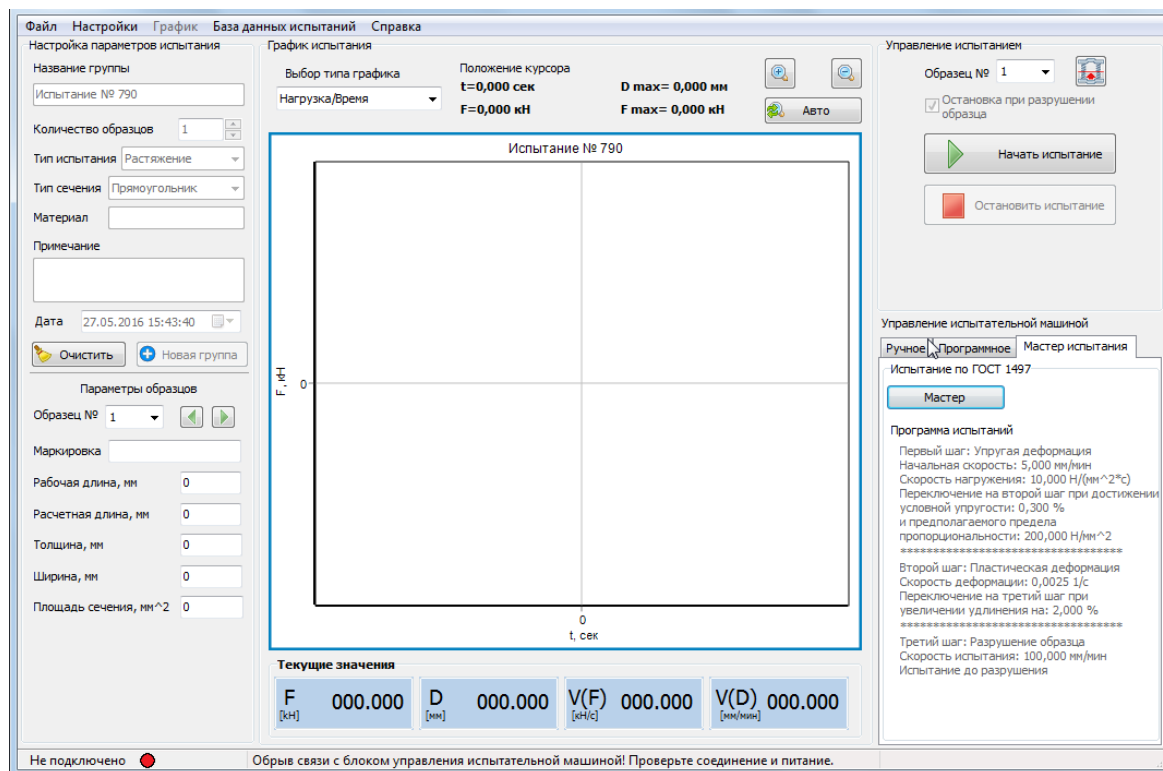 Файл Настройки График База данных испытаний Справка
Настройка параметров испытания
Название группы
Испытание № 790
Количество образцов 1
Тип испытания Растяжение
Тип сечения Прямоугольник
Материал
Примечание
Дата 27.05.2016 15:43:40
Очистить Новая группа
Параметры образцов
Образец № 1
Маркировка
Рабочая длина, мм 0
Расчетная длина, мм 0
Толщина, мм 0
Ширина, мм 0
Площадь сечения, мм^2 0
График испытания
Выбор типа графика
Нагрузка/Время
Положение курсора
t=0,000 сек D max= 0,000 мм
F=0,000 кН F max= 0,000 кН
Авто
Испытание № 790
F, кН
0
0
t, сек
Текущие значения
F [кН] 000.000
D [мм] 000.000
V(F) [кН/с] 000.000
V(D) [мм/мин] 000.000
Управление испытанием
Образец № 1
Остановка при разрушении
образца
Начать испытание
Остановить испытание
Управление испытательной машиной
Ручное Программное Мастер испытания
Испытание по ГОСТ 1497
Мастер
Программа испытаний
Первый шаг: Упругая деформация
Начальная скорость: 5,000 мм/мин
Скорость нагружения: 10,000 Н/(мм^2*с)
Переключение на второй шаг при достижении
условной упругости: 0,300 %
и предполагаемого предела
пропорциональности: 200,000 Н/мм^2
**********************************
Второй шаг: Пластическая деформация
Скорость деформации: 0,0025 1/с
Переключение на третий шаг при
увеличении удлинения на: 2,000 %
**********************************
Третий шаг: Разрушение образца
Скорость испытания: 100,000 мм/мин
Испытание до разрушения
Не подключено Обрыв связи с блоком управления испытательной машиной! Проверьте соединение и питание.